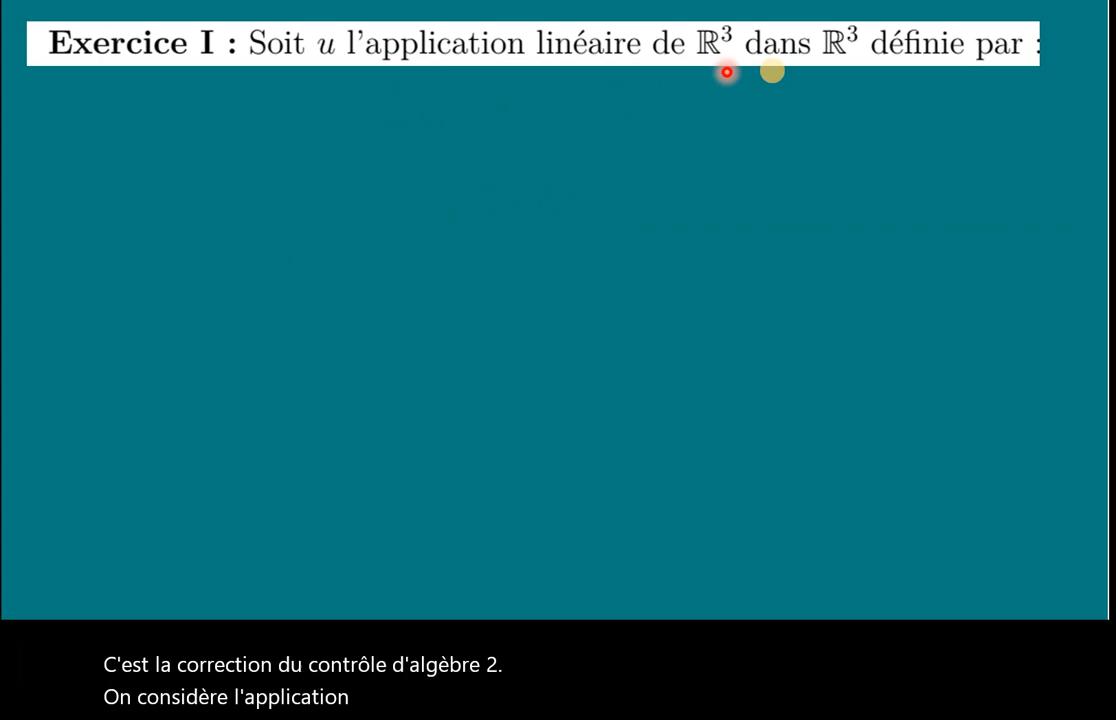 Exercice I : Soit u l'application linéaire de ℝ³ dans ℝ³ définie par :
C'est la correction du contrôle d'algèbre 2.
On considère l'application